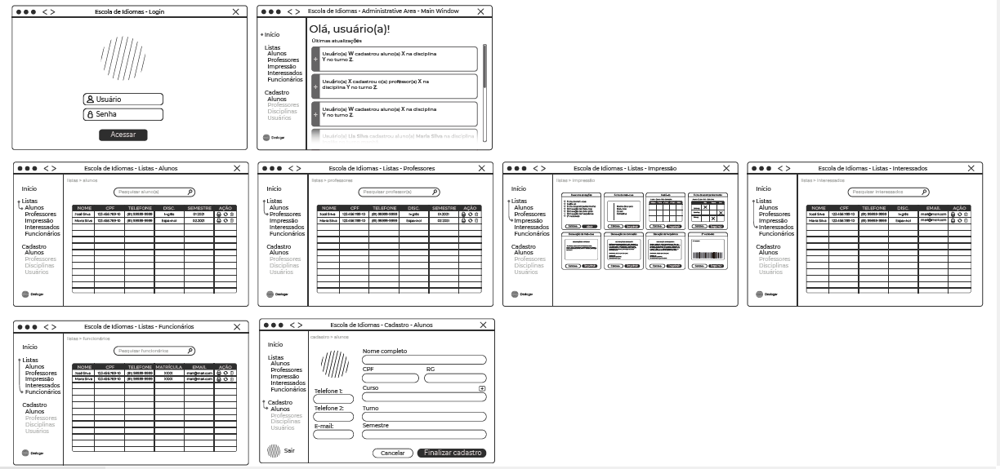 Escola de Idiomas - Login
Usuário
Senha
Acessar
Escola de Idiomas - Administrative Area - Main Window
Início
Listas
Alunos
Professores
Impressão
Interessados
Funcionários
Cadastro
Alunos
Professores
Disciplinas
Usuários
Deslogar
Olá, usuário(a)!
Últimas atualizações
Usuário(a) W cadastrou aluno(a) X na disciplina
Y no turno Z.
Usuário(a) X cadastrou o(a) professor(a) X na
disciplina Y no turno Z.
Usuário(a) W cadastrou aluno(a) X na disciplina
Y no turno Z.
Usuário(a) Ua Silva cadastrou aluno(a) Maria Silva na disciplina
Escola de Idiomas - Listas - Alunos
Início
Listas
Alunos
Professores
Impressão
Interessados
Funcionários
Cadastro
Alunos
Professores
Disciplinas
Usuários
Deslogar
listas > alunos
Pesquisar aluno(a)
NOME CPF TELEFONE DISC. SEMESTRE AÇÃO
José Silva 123.456.789-10 (81) 99999-9999 Inglês 01.2021
Maria Silva 123.456.789-10 (81) 99999-9999 Espanhol 02.2021
Escola de Idiomas - Listas - Professores
Início
Listas
Alunos
Professores
Impressão
Interessados
Funcionários
Cadastro
Alunos
Professores
Disciplinas
Usuários
Deslogar
listas > professores
Pesquisar professor(a)
NOME CPF TELEFONE DISC. SEMESTRE AÇÃO
José Silva 123.456.789-10 (81) 99999-9999 Inglês 01.2021
Maria Silva 123.456.789-10 (81) 99999-9999 Espanhol 02.2021
Escola de Idiomas - Listas - Impressão
Início
Listas
Alunos
Professores
Impressão
Interessados
Funcionários
Cadastro
Alunos
Professores
Disciplinas
Usuários
Deslogar
listas > impressão
Escola de Idiomas - Listas - Interessados
Início
Listas
Alunos
Professores
Impressão
Interessados
Funcionários
Cadastro
Alunos
Professores
Disciplinas
Usuários
Deslogar
listas > interessados
Pesquisar interessados
NOME CPF TELEFONE DISC. EMAIL AÇÃO
José Silva 123.456.789-10 (81) 99999-9999 Inglês mail@mail.com
Maria Silva 123.456.789-10 (81) 99999-9999 Espanhol mail@mail.com
Escola de Idiomas - Listas - Funcionários
Início
Listas
Alunos
Professores
Impressão
Interessados
Funcionários
Cadastro
Alunos
Professores
Disciplinas
Usuários
Deslogar
listas > funcionários
Pesquisar funcionários
NOME CPF TELEFONE MATRÍCULA EMAIL AÇÃO
José Silva 123.456.789-10 (81) 99999-9999 XXXX mail@mail.com
Maria Silva 123.456.789-10 (81) 99999-9999 XXXX mail@mail.com
Escola de Idiomas - Cadastro - Alunos
Início
Listas
Alunos
Professores
Impressão
Interessados
Funcionários
Cadastro
Alunos
Professores
Disciplinas
Usuários
Sair
cadastro > alunos
Nome completo
CPF RG
Curso
Telefone 1:
Telefone 2:
Turno
E-mail:
Semestre
Cancelar
Finalizar cadastro